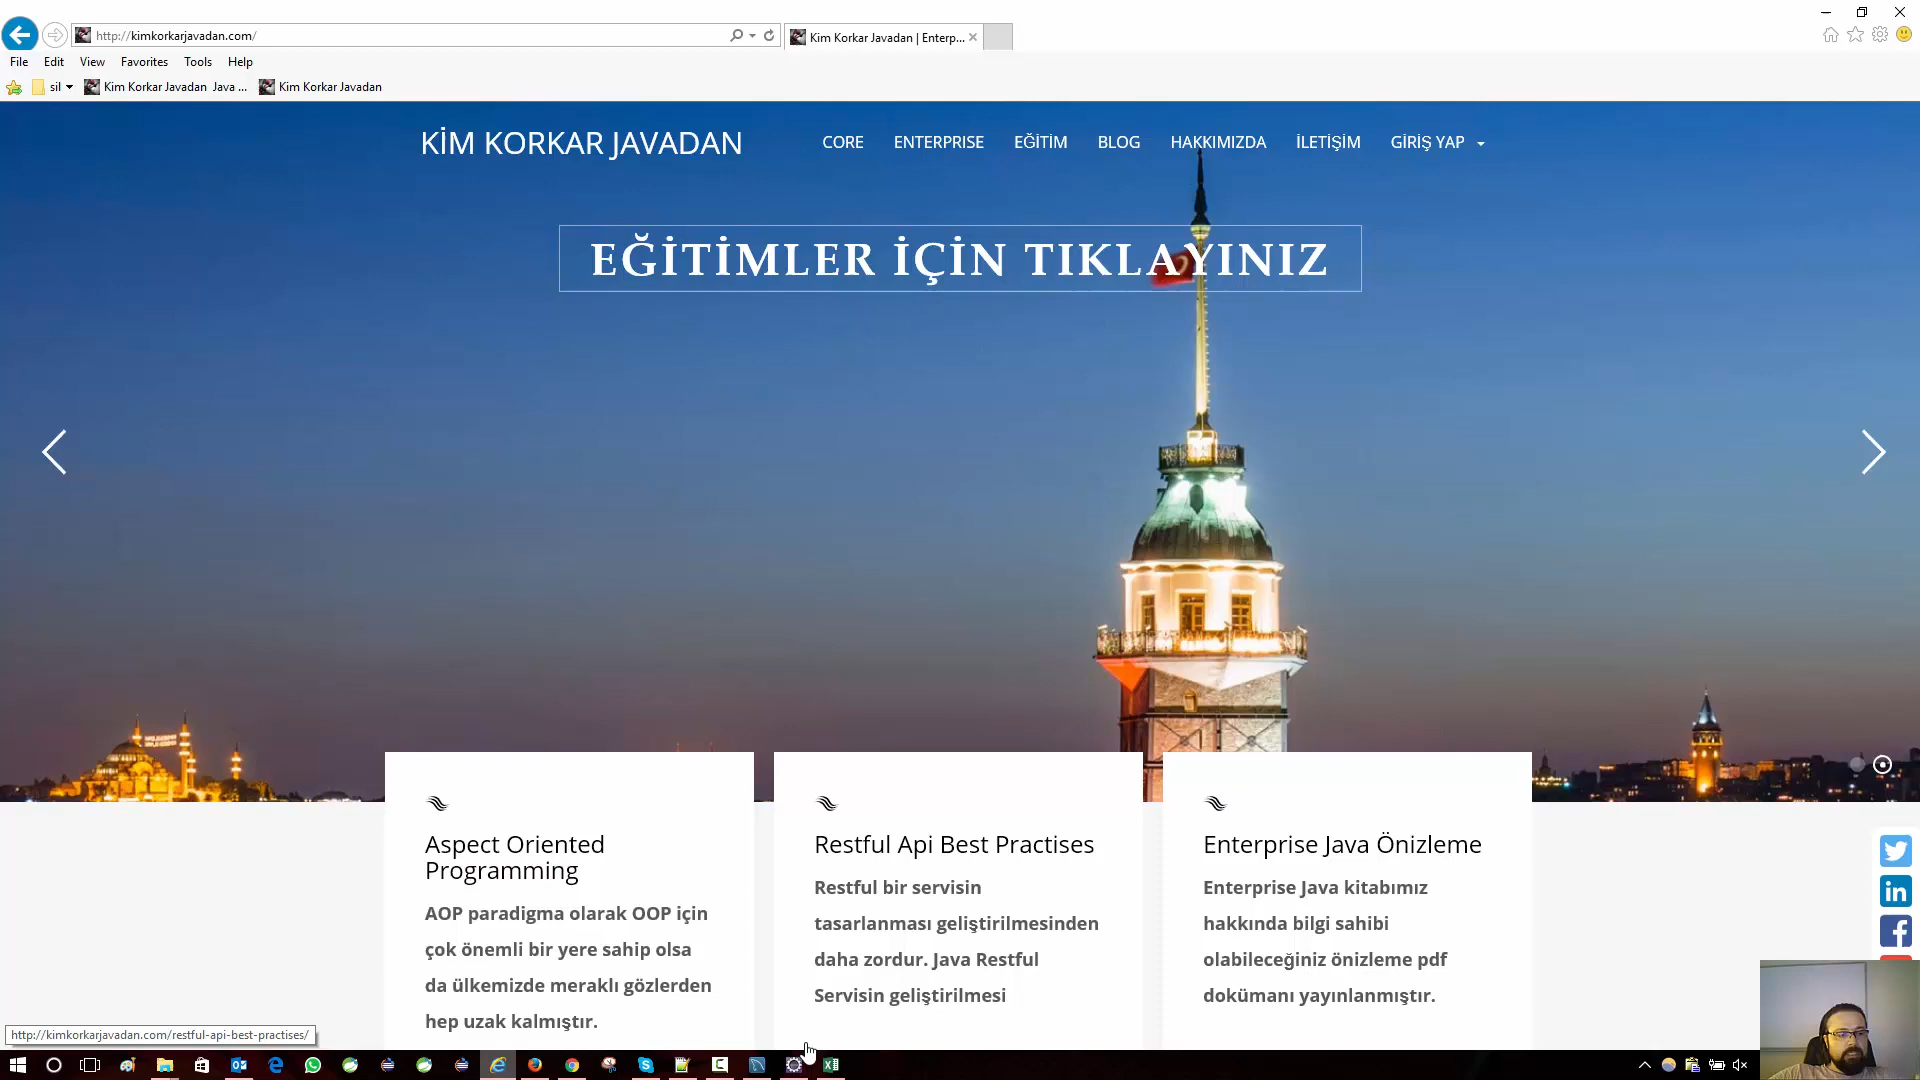 http://kimkorkarjavadan.com/
Kim Korkar Javadan | Enterp...
File Edit View Favorites Tools Help
sil Kim Korkar Javadan Java ... Kim Korkar Javadan
KİM KORKAR JAVADAN
CORE ENTERPRISE EĞİTİM BLOG HAKKIMIZDA İLETİŞİM GİRİŞ YAP
EĞİTİMLER İÇİN TIKLAYINIZ
Aspect Oriented
Programming
AOP paradigma olarak OOP için
çok önemli bir yere sahip olsa
da ülkemizde meraklı gözlerden
hep uzak kalmıştır.
Restful Api Best Practises
Restful bir servisin
tasarlanması geliştirilmesinden
daha zordur. Java Restful
Servisin geliştirilmesi
Enterprise Java Önizleme
Enterprise Java kitabımız
hakkında bilgi sahibi
olabileceğiniz önizleme pdf
dokümanı yayınlanmıştır.
http://kimkorkarjavadan.com/restful-api-best-practises/